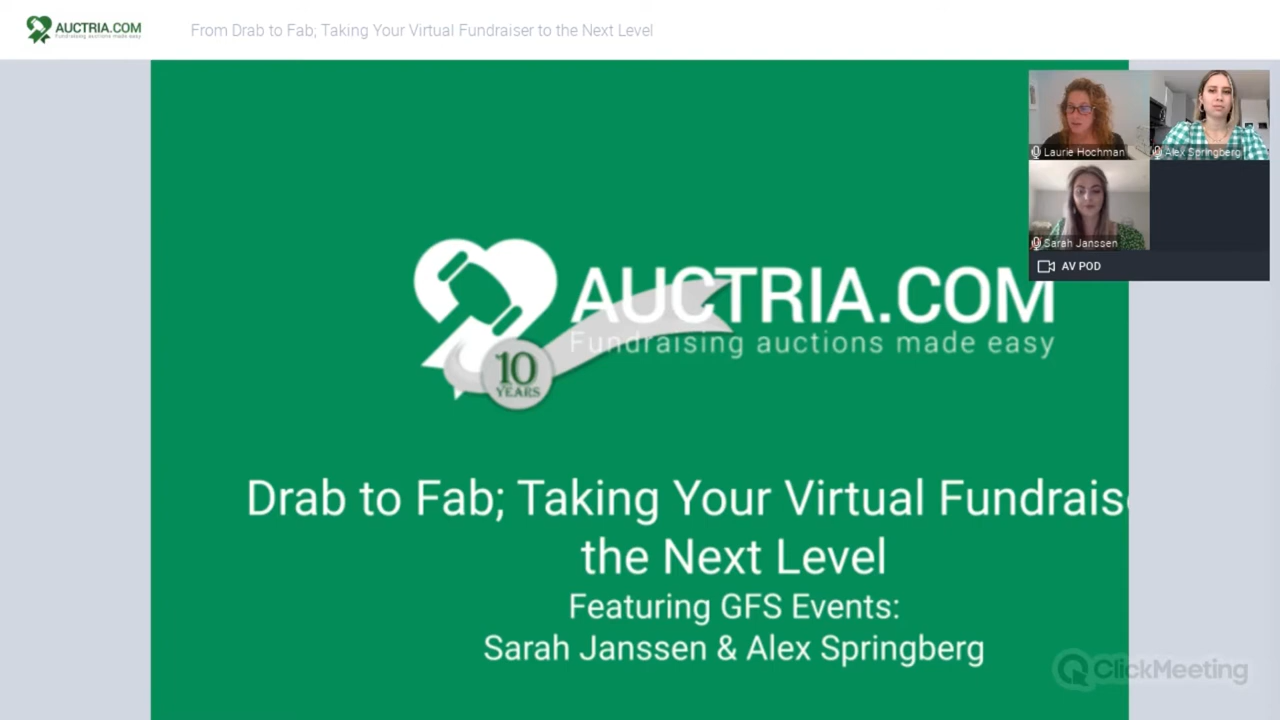 AUCTRIA.COM
Fundraising auctions made easy
From Drab to Fab; Taking Your Virtual Fundraiser to the Next Level
Laurie Hochman
Alex Springberg
Sarah Janssen
AV POD
AUCTRIA.COM
Fundraising auctions made easy
10
YEARS
Drab to Fab; Taking Your Virtual Fundraise
the Next Level
Featuring GFS Events:
Sarah Janssen & Alex Springberg
ClickMeeting